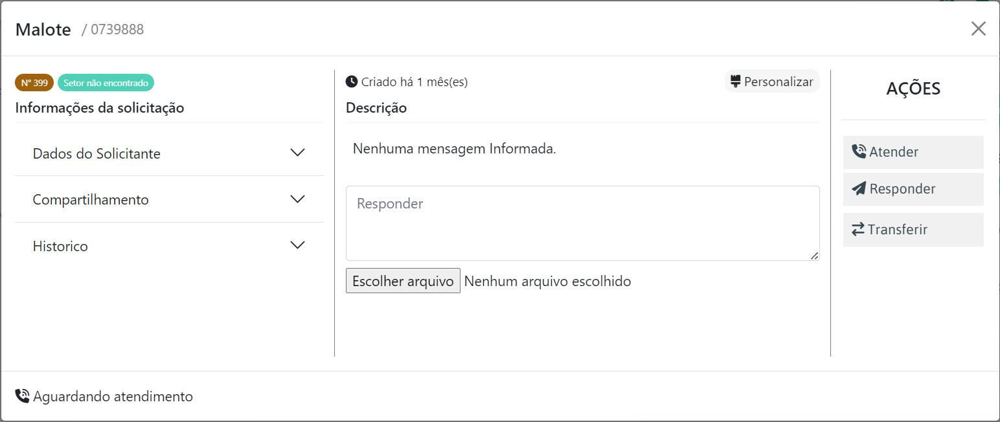 Malote / 0739888
Nº 399 Setor não encontrado
Informações da solicitação
Dados do Solicitante
Compartilhamento
Historico
Criado há 1 mês(es)
Personalizar
Descrição
Nenhuma mensagem Informada.
Responder
Escolher arquivo Nenhum arquivo escolhido
AÇÕES
Atender
Responder
Transferir
Aguardando atendimento